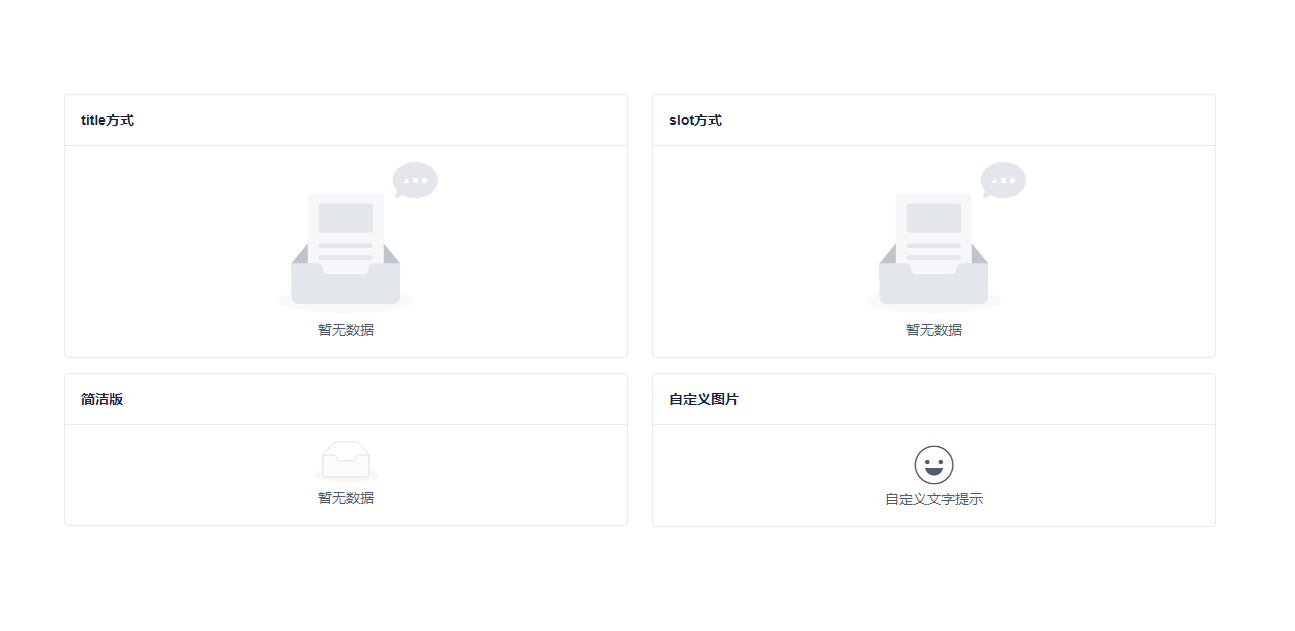 title方式
slot方式
暂无数据
暂无数据
简洁版
自定义图片
暂无数据
自定义文字提示